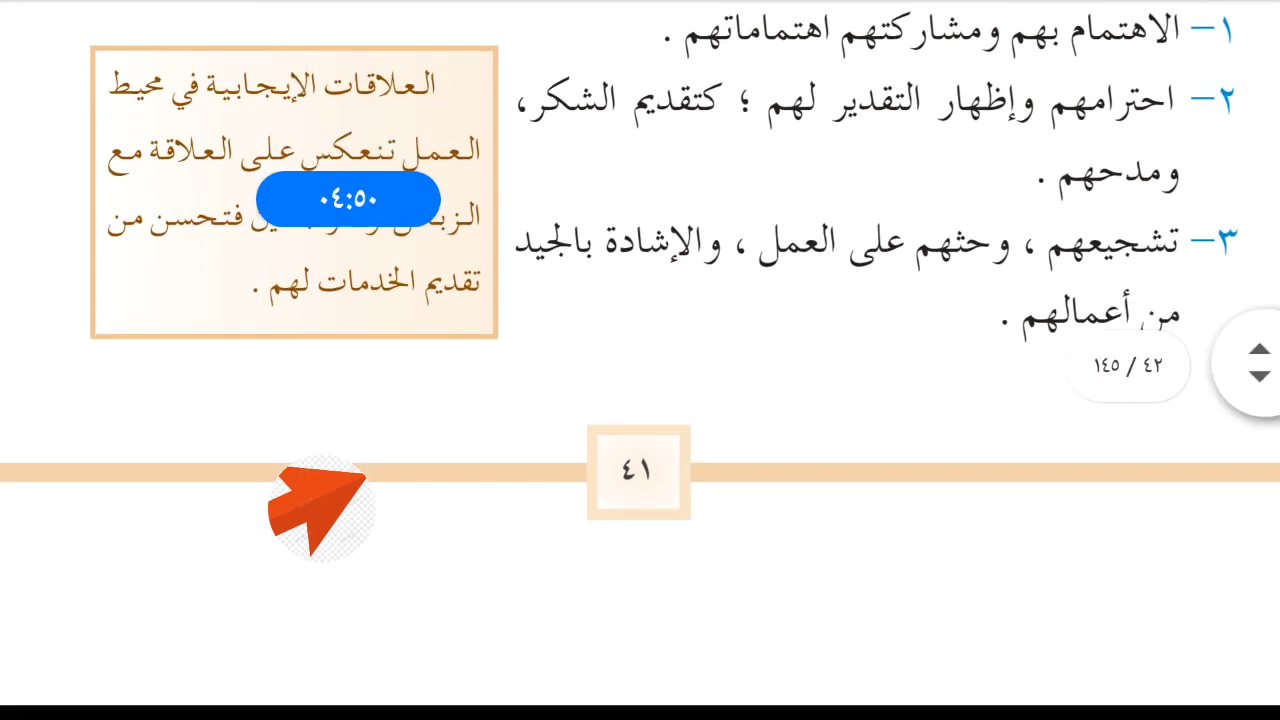 ١– الاهتمام بهم ومشاركتهم اهتماماتهم .
٢– احترامهم وإظهار التقدير لهم ؛ كتقديم الشكر،
ومدحهم .
٣– تشجيعهم ، وحثهم على العمل ، والإشادة بالجيد
من أعمالهم .
العلاقات الإيجابية في محيط
العمل تنعكس على العلاقة مع
فتحسن من
تقديم الخدمات لهم .
٠٤:٥٠
٤٢ / ١٤٥
٤١